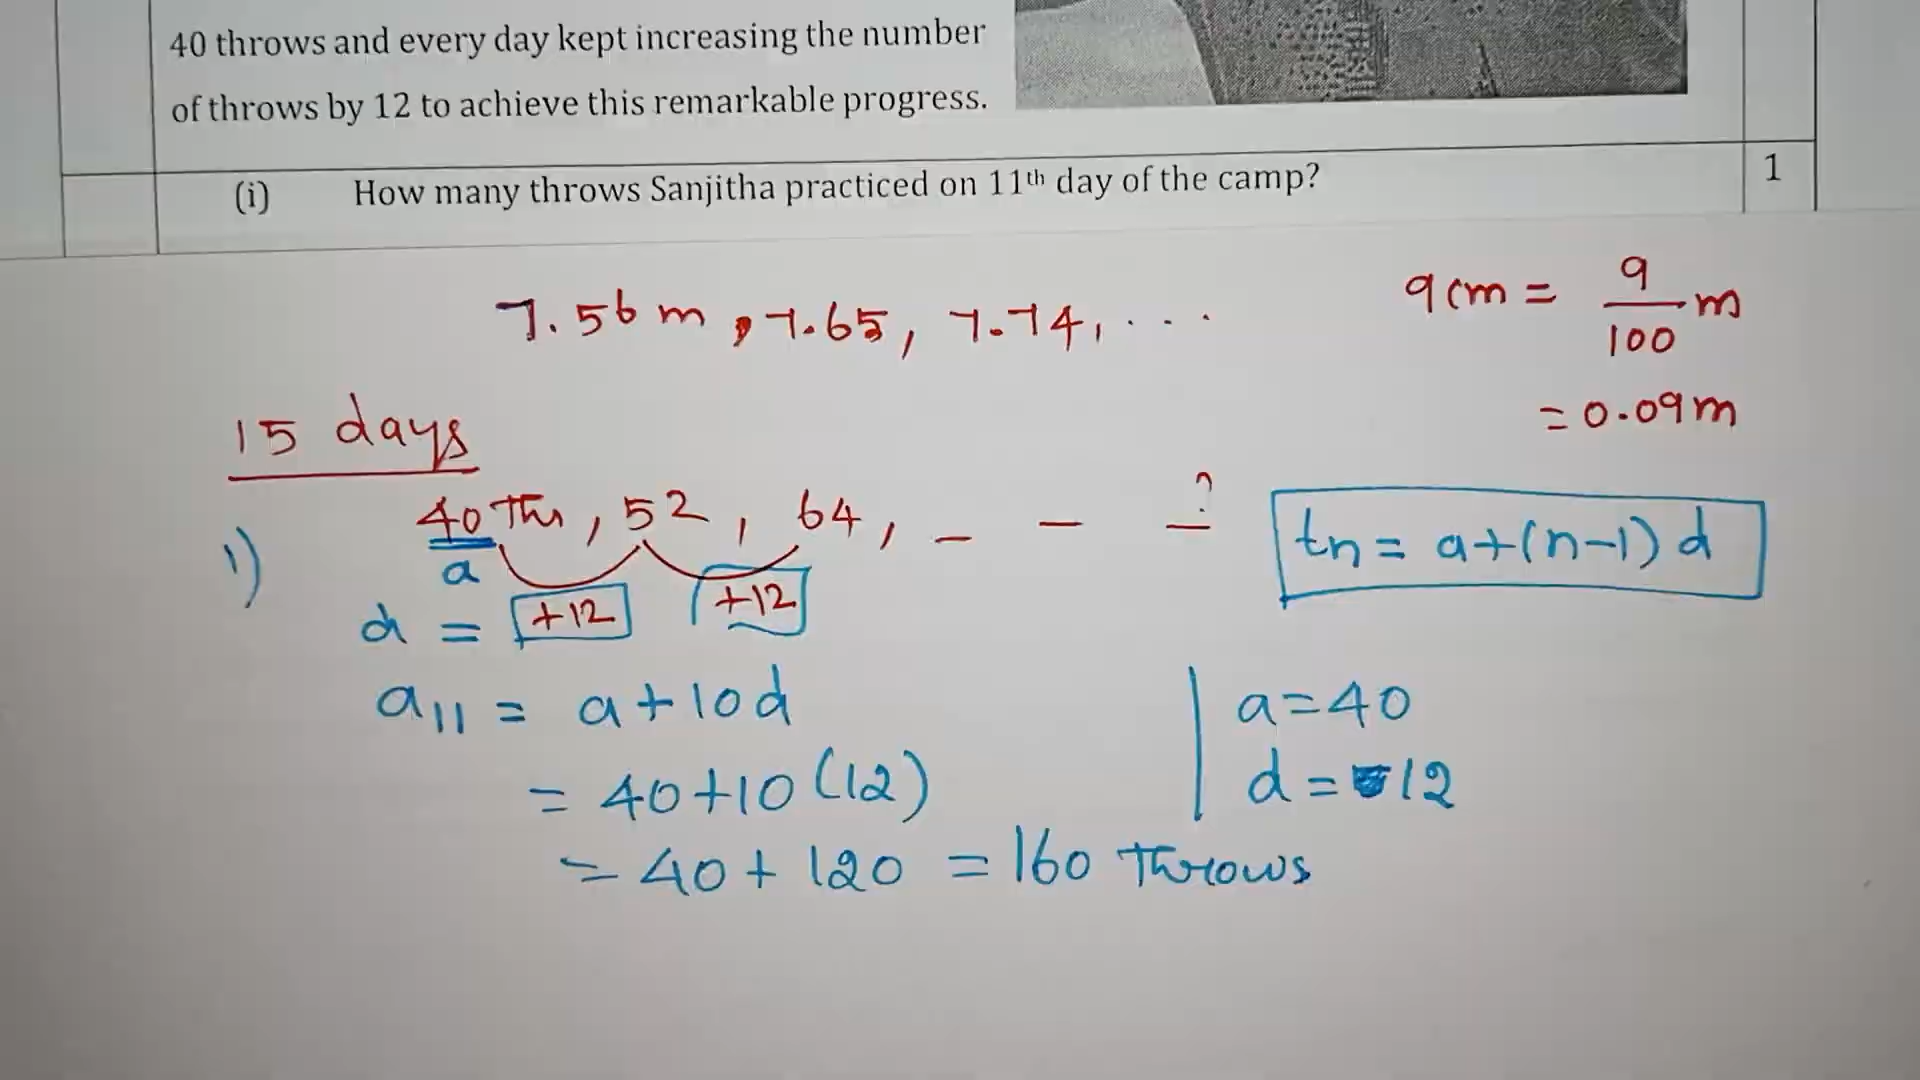 40 throws and every day kept increasing the number
of throws by 12 to achieve this remarkable progress.
(i) How many throws Sanjitha practiced on 11th day of the camp? 1
7.56 m, 7.65, 7.74, . . .
9cm = 9/100 m
= 0.09m
15 days
1) 40 Thr, 52, 64, _ _ _?
a
tn = a+(n-1)d
d = +12 +12
a11 = a+10d
a=40
= 40+10(12)
d = 12
= 40+120 = 160 Throws